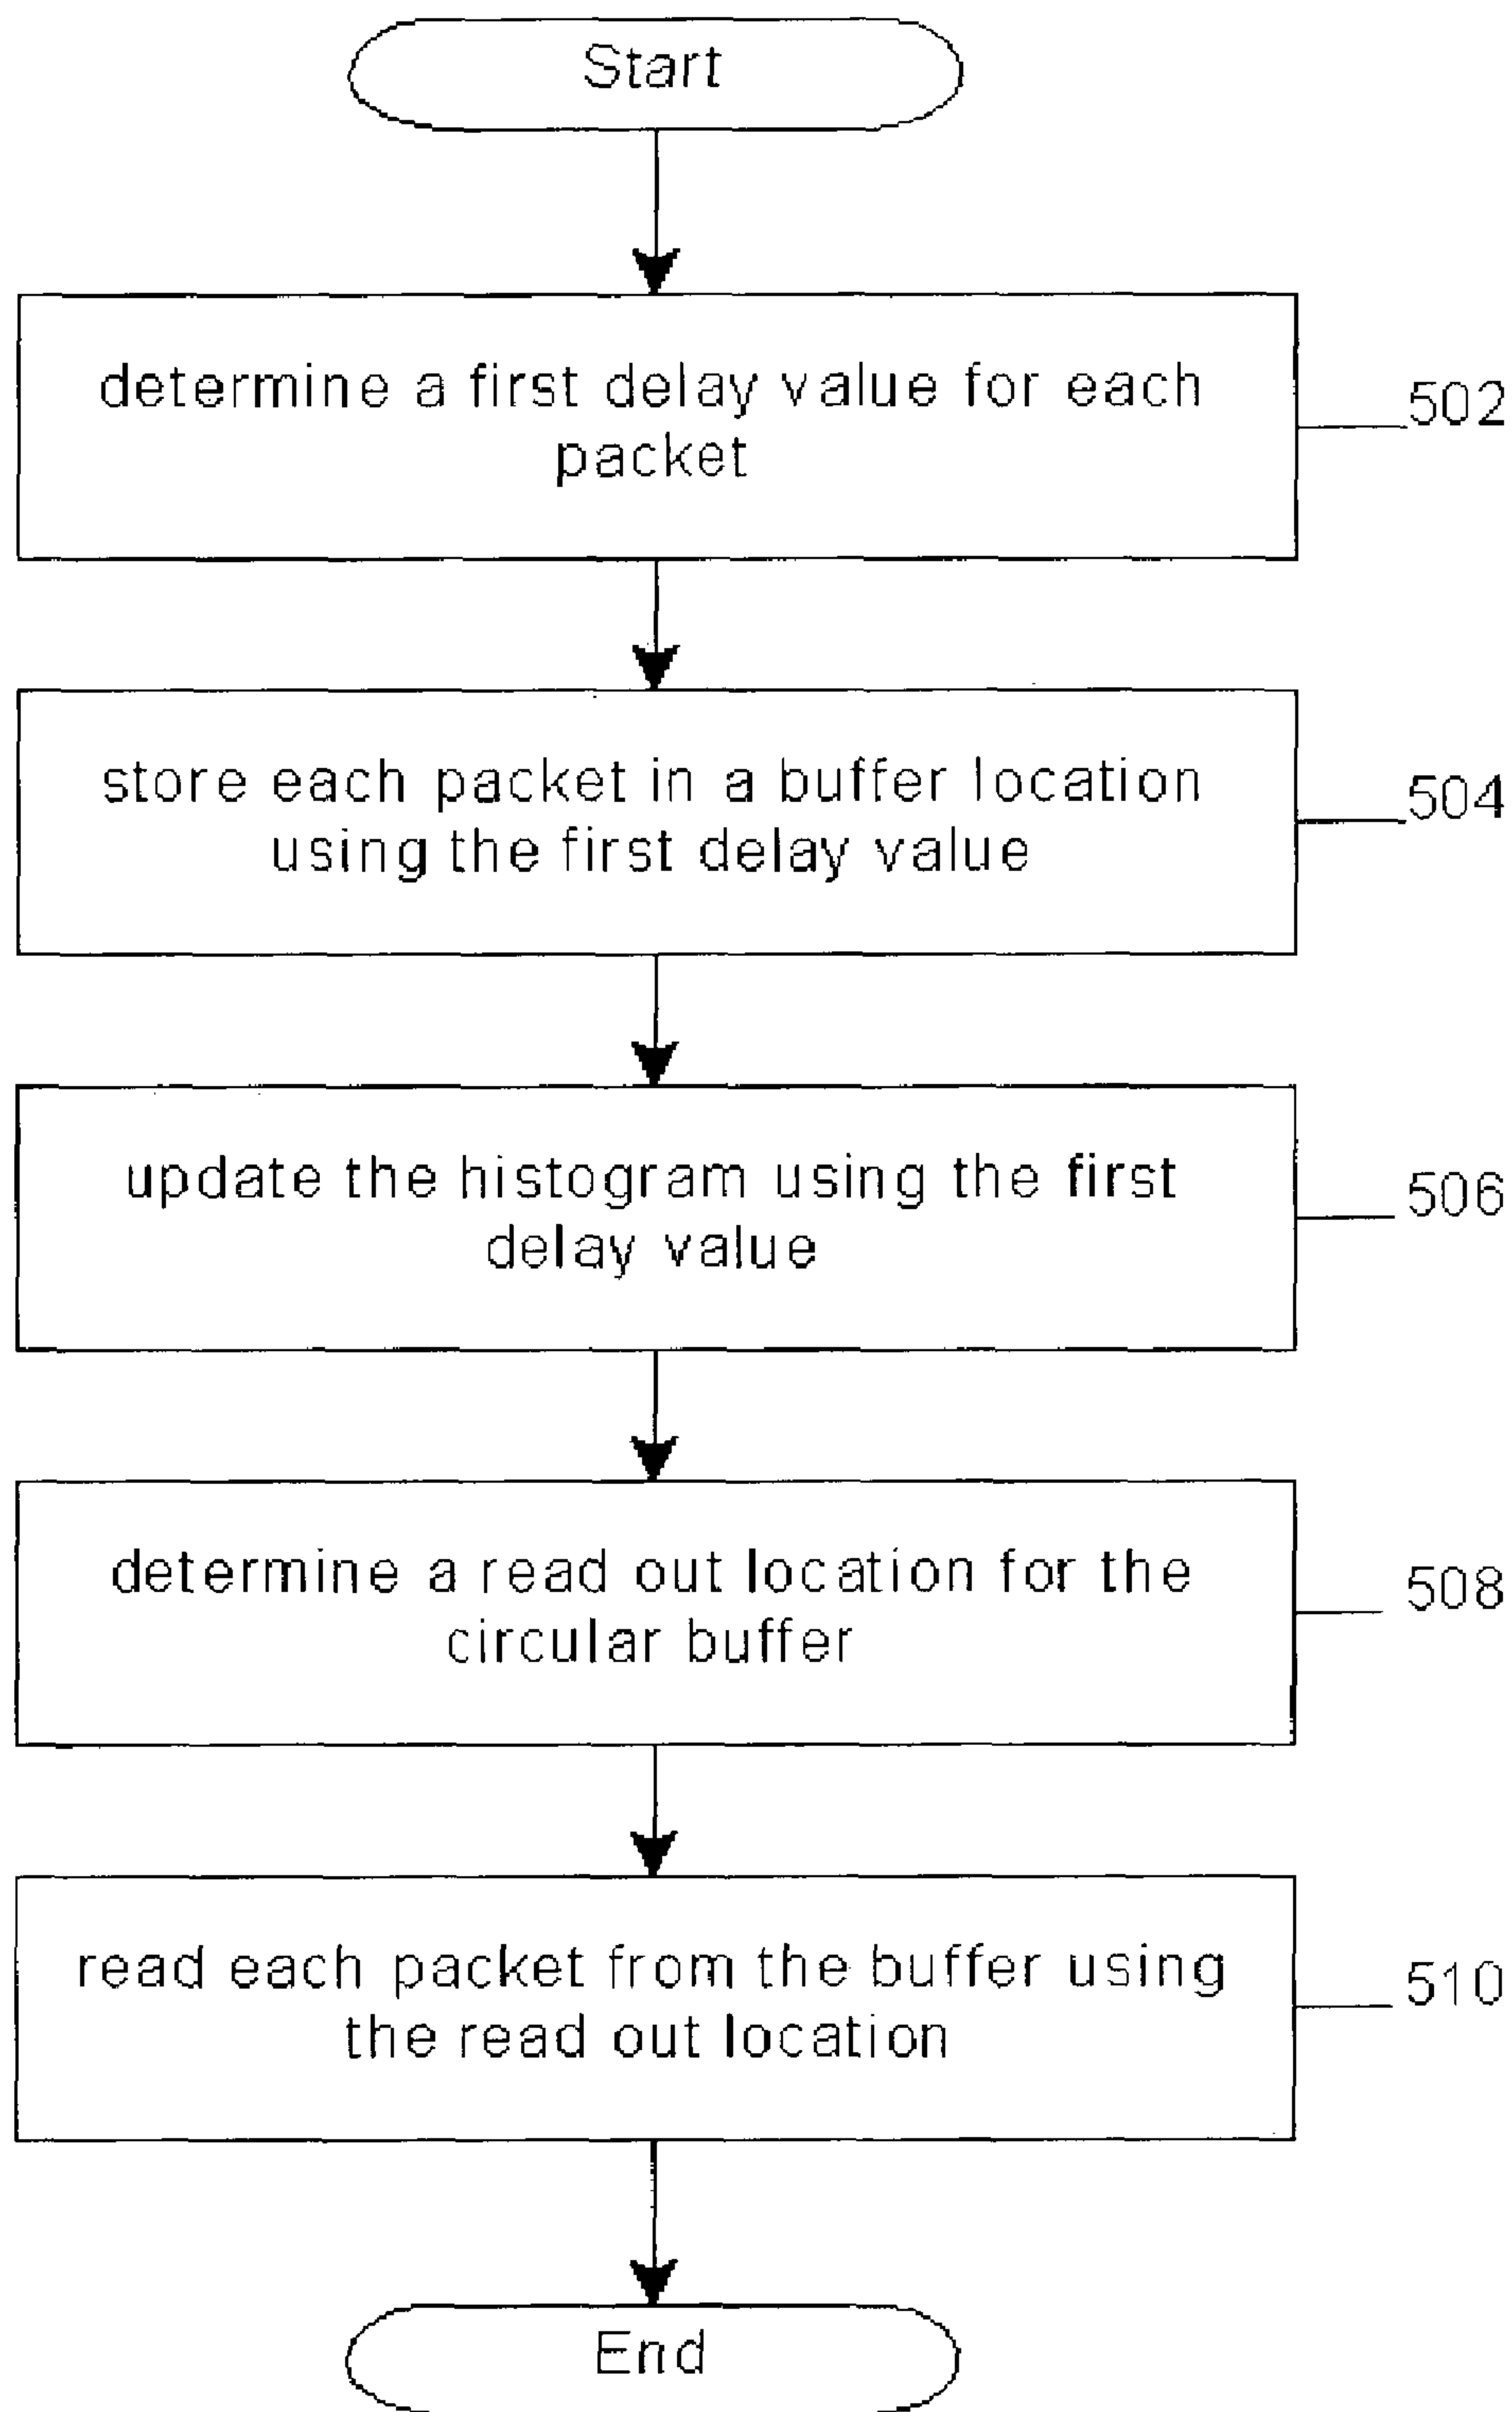 Start
determine a first delay value for each
packet
502
store each packet in a buffer location
using the first delay value
504
update the histogram using the first
delay value
506
determine a read out location for the
circular buffer
508
read each packet from the buffer using
the read out location
510
End